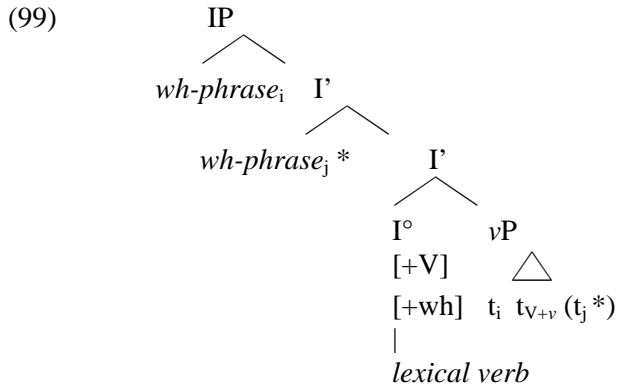 (99) IP
wh-phrasei I’
wh-phrasej * I’
I° vP
[+V]
[+wh] ti tV+v (tj*)
lexical verb